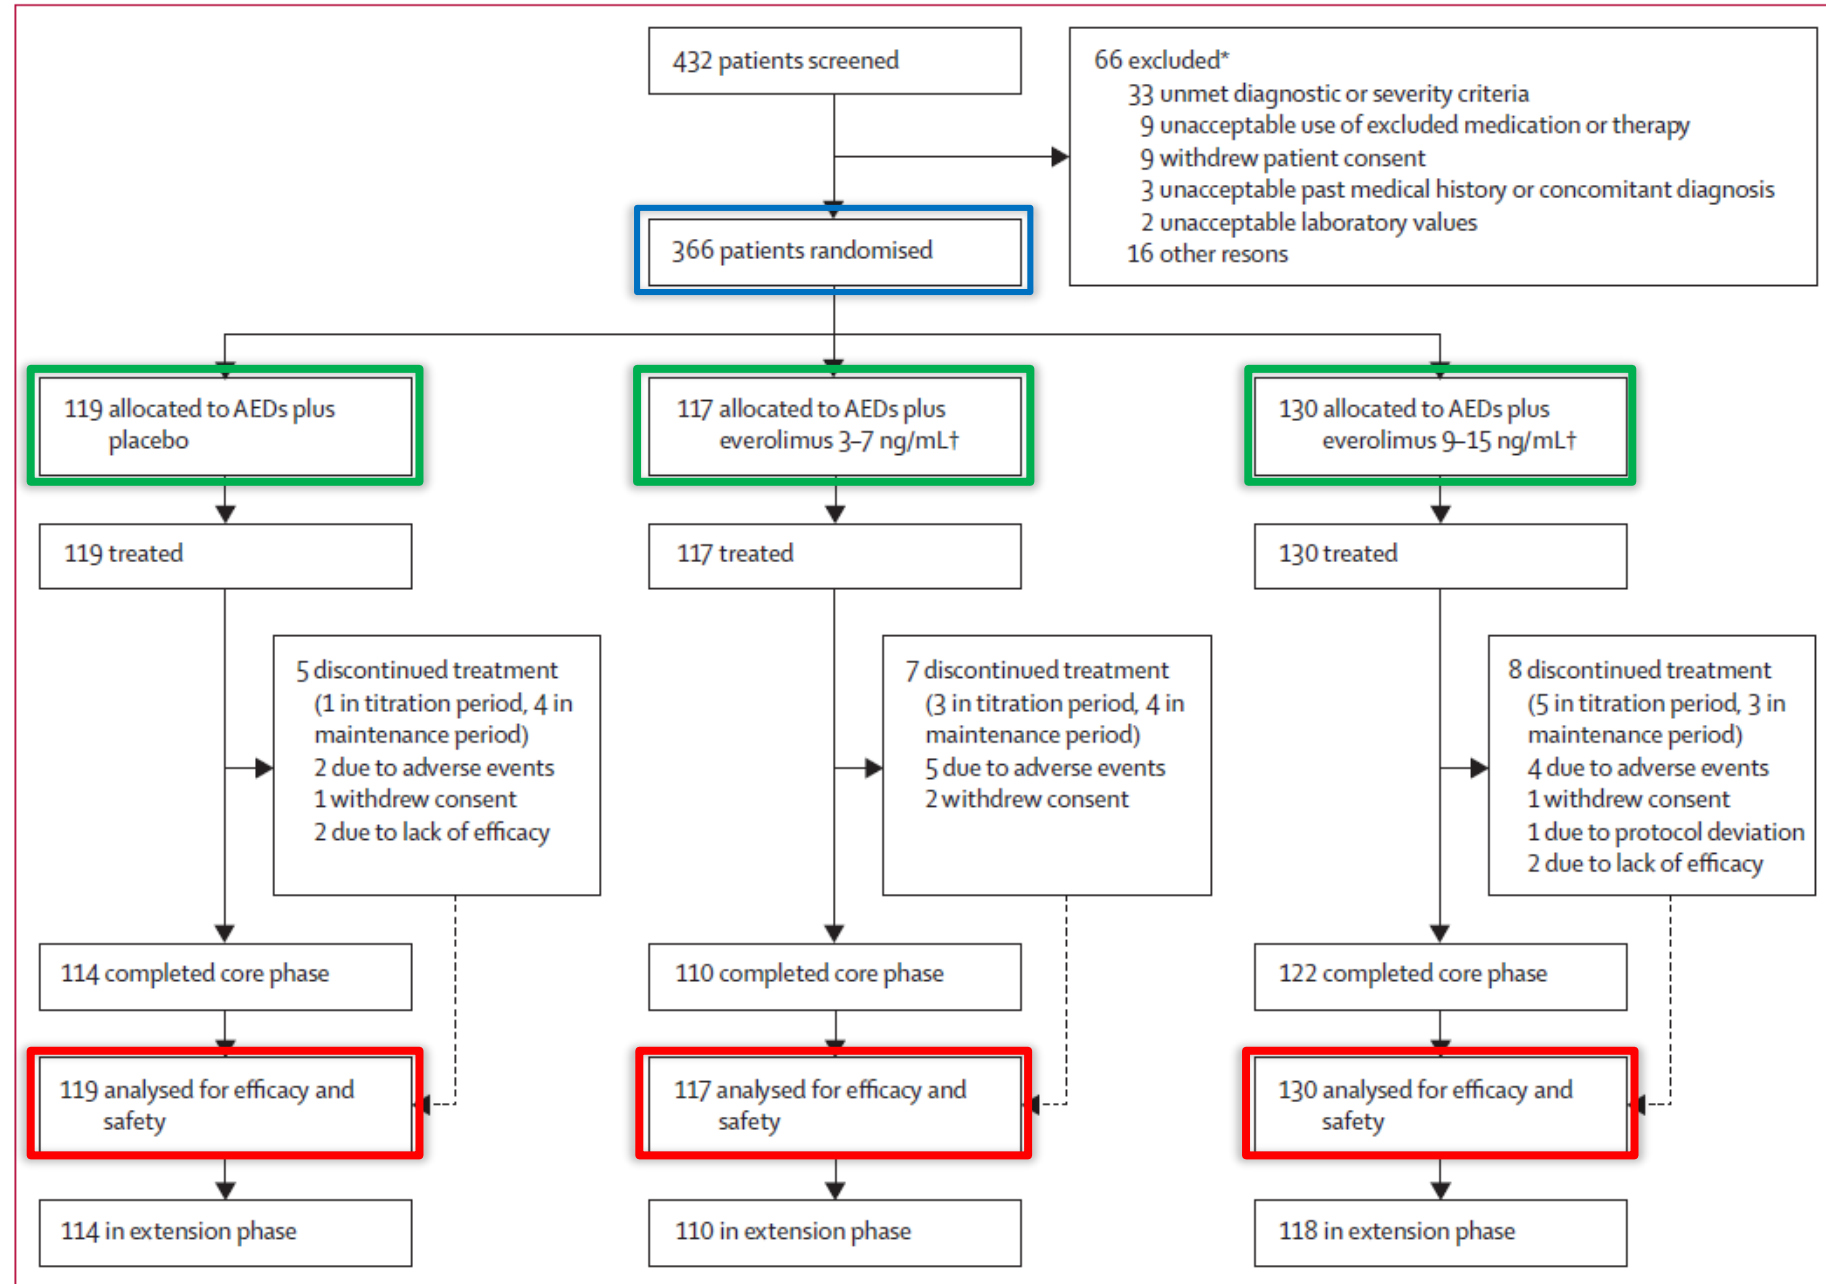 432 patients screened
66 excluded*
33 unmet diagnostic or severity criteria
9 unacceptable use of excluded medication or therapy
9 withdrew patient consent
3 unacceptable past medical history or concomitant diagnosis
2 unacceptable laboratory values
16 other resons
366 patients randomised
119 allocated to AEDs plus
placebo
117 allocated to AEDs plus
everolimus 3–7 ng/mL†
130 allocated to AEDs plus
everolimus 9–15 ng/mL†
119 treated
117 treated
130 treated
5 discontinued treatment
(1 in titration period, 4 in
maintenance period)
2 due to adverse events
1 withdrew consent
2 due to lack of efficacy
7 discontinued treatment
(3 in titration period, 4 in
maintenance period)
5 due to adverse events
2 withdrew consent
8 discontinued treatment
(5 in titration period, 3 in
maintenance period)
4 due to adverse events
1 withdrew consent
1 due to protocol deviation
2 due to lack of efficacy
114 completed core phase
110 completed core phase
122 completed core phase
119 analysed for efficacy and
safety
117 analysed for efficacy and
safety
130 analysed for efficacy and
safety
114 in extension phase
110 in extension phase
118 in extension phase